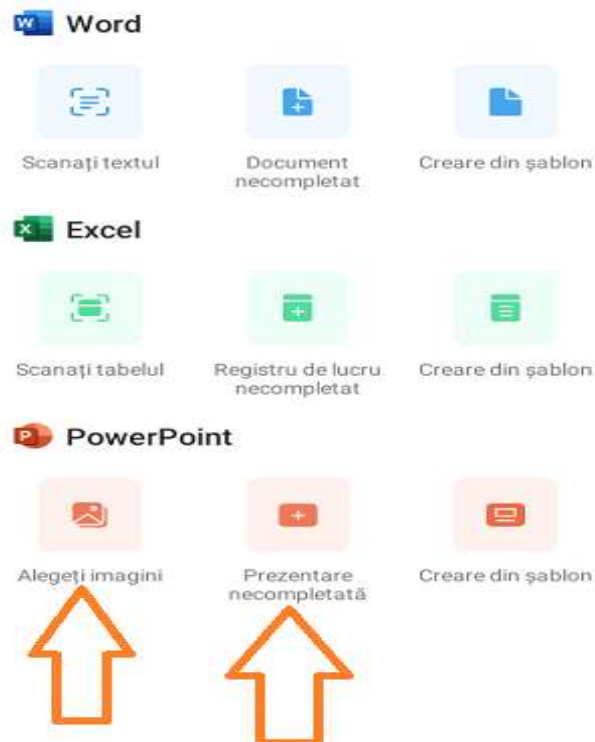 Word
Scanați textul
Document
necompletat
Creare din șablon
Excel
Scanați tabelul
Registru de lucru
necompletat
Creare din șablon
PowerPoint
Alegeți imagini
Prezentare
necompletată
Creare din șablon